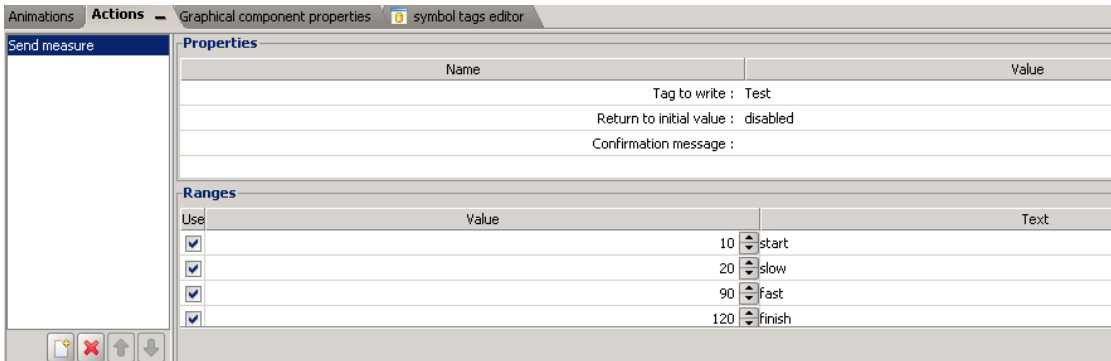 Animations Actions Graphical component properties symbol tags editor
Send measure
Properties
Name Value
Tag to write : Test
Return to initial value : disabled
Confirmation message :
Ranges
Use Value Text
10 start
20 slow
90 fast
120 finish